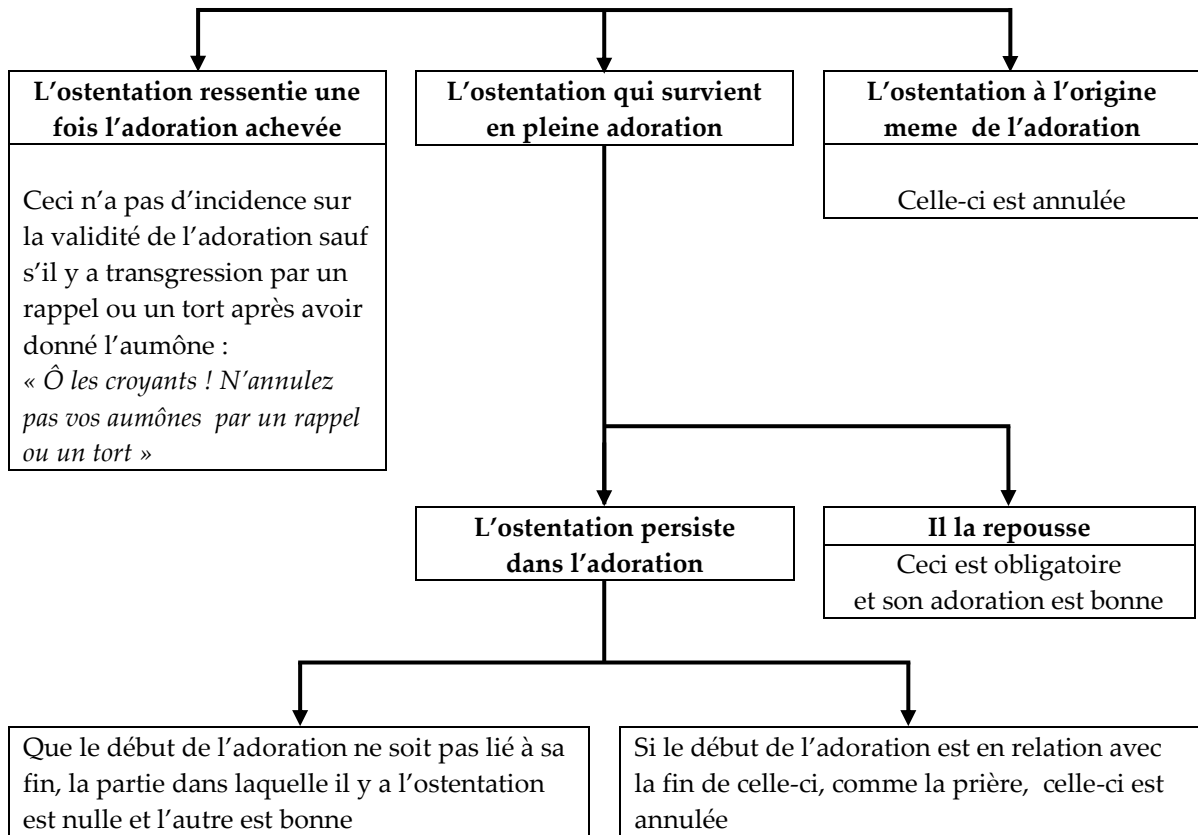 L’ostentation ressentie une
fois l’adoration achevée
Ceci n’a pas d’incidence sur
la validité de l’adoration sauf
s’il y a transgression par un
rappel ou un tort après avoir
donné l’aumône :
« Ô les croyants ! N’annulez
pas vos aumônes par un rappel
ou un tort »
L’ostentation qui survient
en pleine adoration
L’ostentation à l’origine
meme de l’adoration
Celle-ci est annulée
L’ostentation persiste
dans l’adoration
Il la repousse
Ceci est obligatoire
et son adoration est bonne
Que le début de l’adoration ne soit pas lié à sa
fin, la partie dans laquelle il y a l’ostentation
est nulle et l’autre est bonne
Si le début de l’adoration est en relation avec
la fin de celle-ci, comme la prière, celle-ci est
annulée